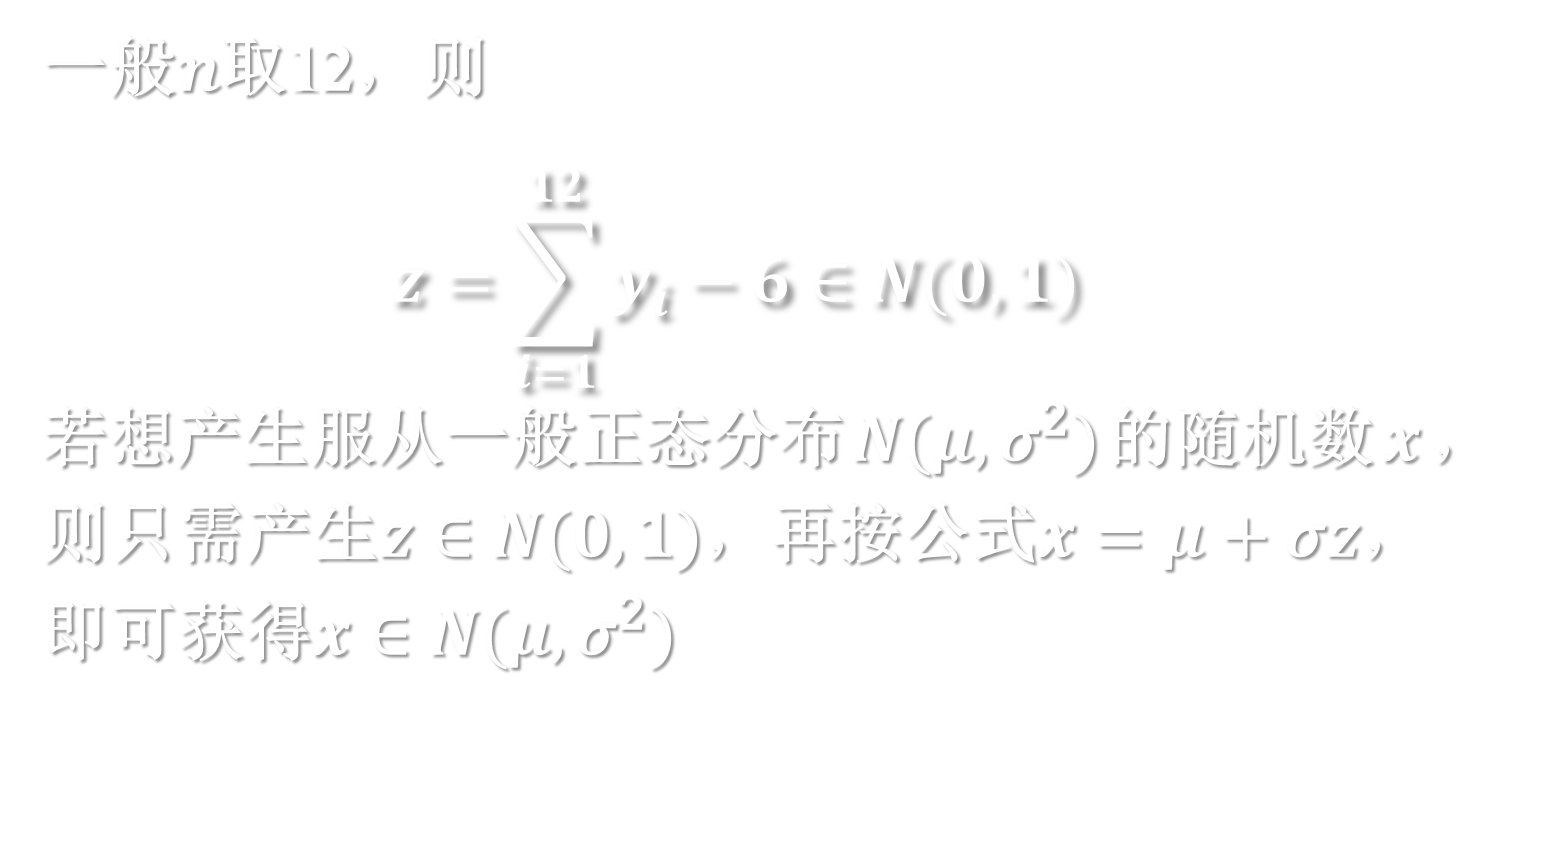 一般n取12，则
z = ∑_{i=1}^{12} y_i − 6 ∈ N(0,1)
若想产生服从一般正态分布N(μ,σ²)的随机数x，
则只需产生z ∈ N(0,1)，再按公式x = μ + σz，
即可获得x ∈ N(μ,σ²)